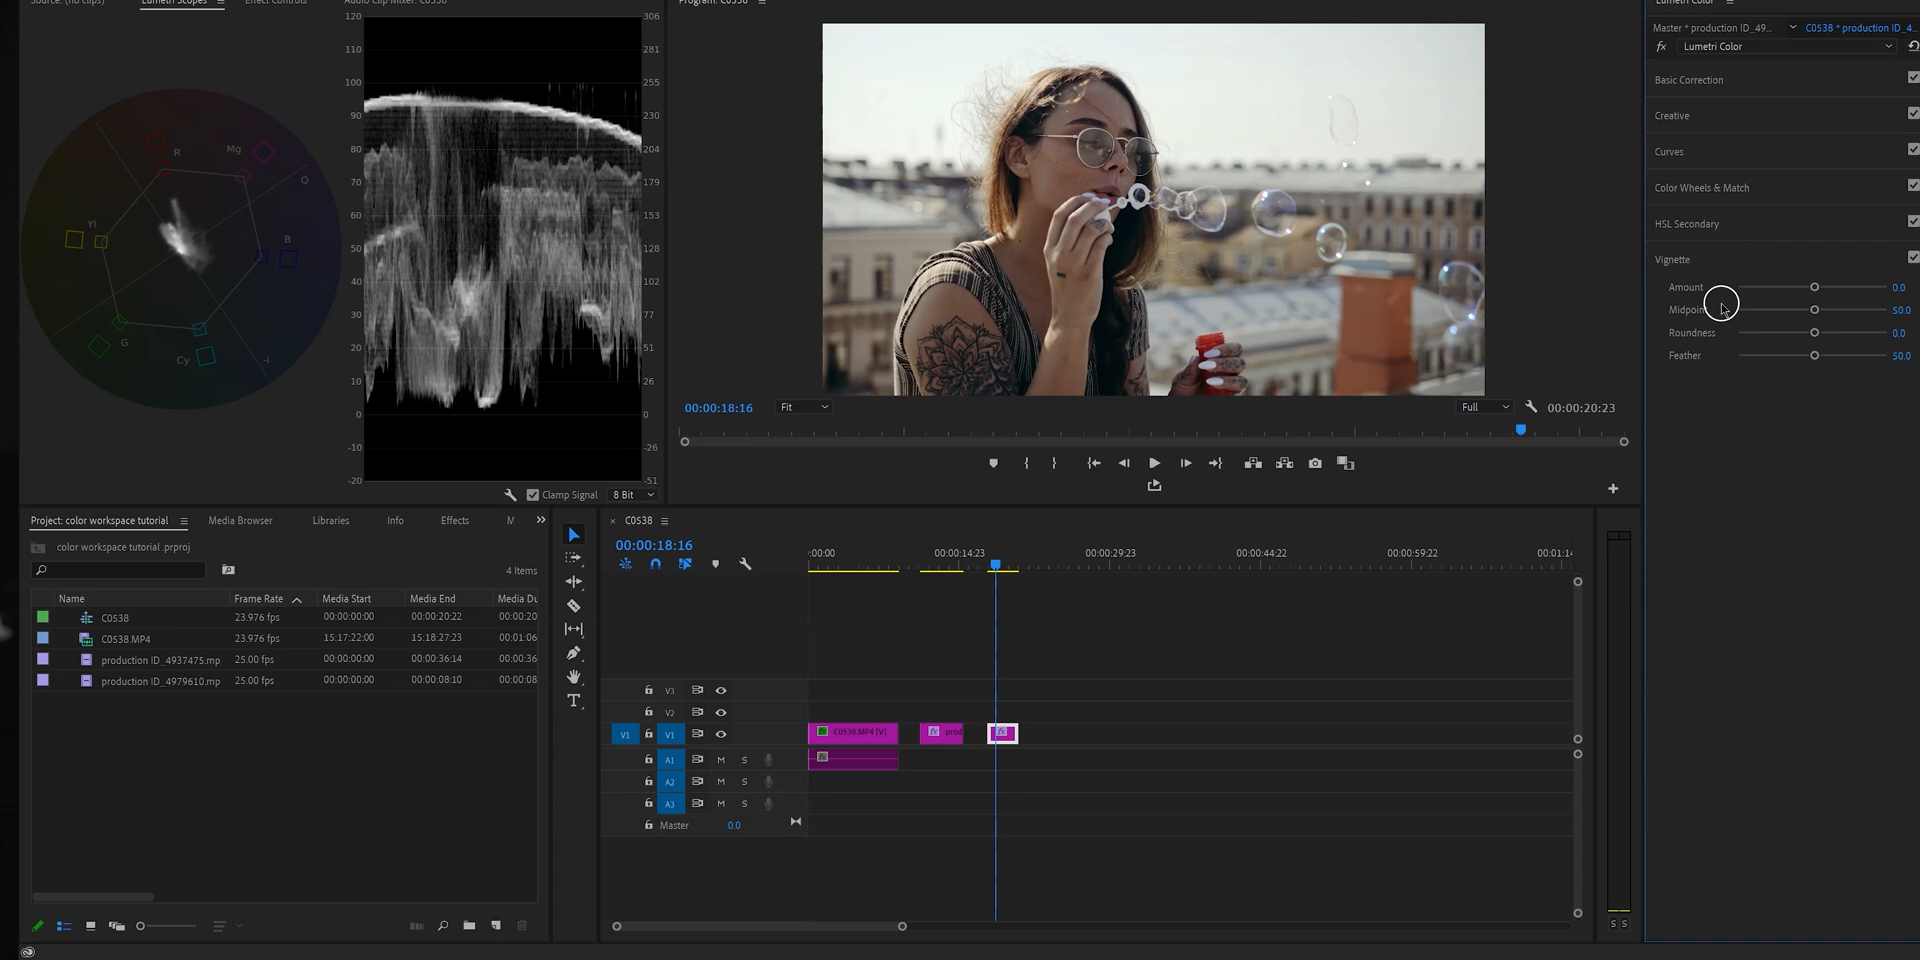 Source: (no clips)
Lumetri Scopes
Effect Controls
Audio Clip Mixer: C0538
Program: C0538
Lumetri Color
Master * production ID_49...
C0538 * production ID_4...
fx
Lumetri Color
Basic Correction
Creative
Curves
Color Wheels & Match
HSL Secondary
Vignette
Amount
0.0
Midpoin
50.0
Roundness
0.0
Feather
50.0
R
Mg
Q
Yl
B
G
Cy
-I
120
110
100
90
80
70
60
50
40
30
20
10
0
-10
-20
306
281
255
230
204
179
153
128
102
77
51
26
0
-26
-51
Clamp Signal
8 Bit
00:00:18:16
Fit
Full
00:00:20:23
Project: color workspace tutorial
Media Browser
Libraries
Info
Effects
M
color workspace tutorial .prproj
4 Items
Name
Frame Rate
Media Start
Media End
Media Du
C0538
23.976 fps
00:00:00:00
00:00:20:22
00:00:20
C0538.MP4
23.976 fps
15:17:22:00
15:18:27:23
00:01:06
production ID_4937475.mp
25.00 fps
00:00:00:00
00:00:36:14
00:00:36
production ID_4979610.mp
25.00 fps
00:00:00:00
00:00:08:10
00:00:08
T
× C0538
00:00:18:16
:00:00
00:00:14:23
00:00:29:23
00:00:44:22
00:00:59:22
00:01:14
V3
V2
V1
V1
C0538.MP4 [V]
fx
prod
fx
A1
M
S
A2
M
S
A3
M
S
Master
0.0
S S